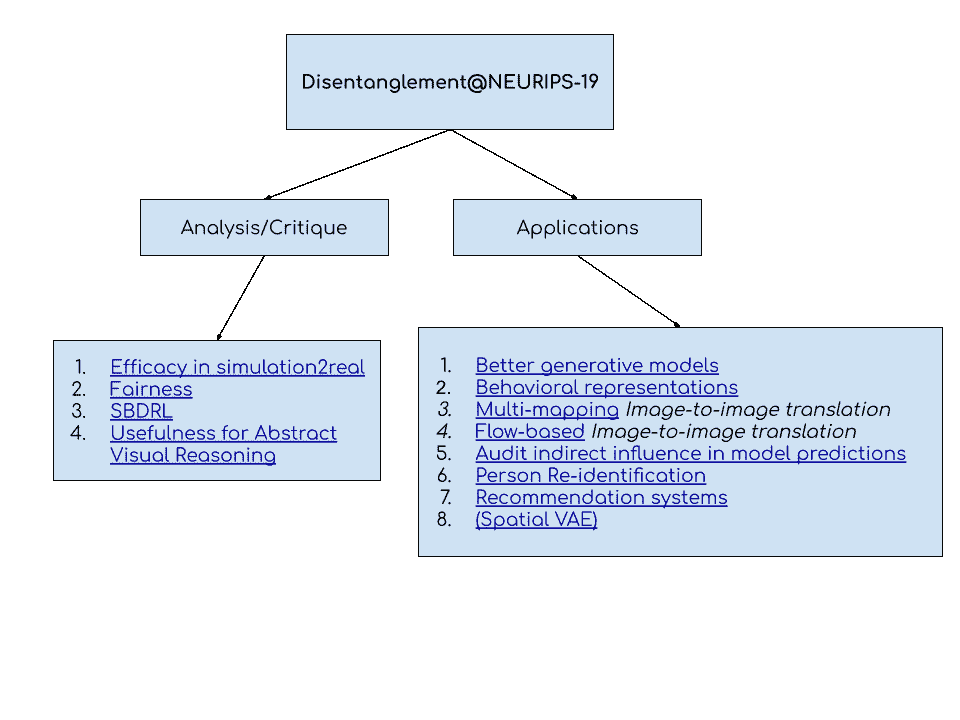 Disentanglement@NEURIPS-19
Analysis/Critique
Applications
1. Efficacy in simulation2real
2. Fairness
3. SBDRL
4. Usefulness for Abstract
Visual Reasoning
1. Better generative models
2. Behavioral representations
3. Multi-mapping Image-to-image translation
4. Flow-based Image-to-image translation
5. Audit indirect influence in model predictions
6. Person Re-identification
7. Recommendation systems
8. (Spatial VAE)